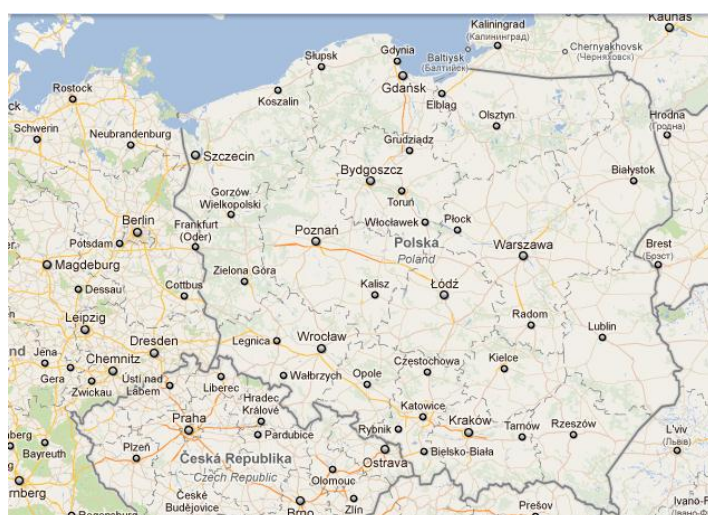 Kaliningrad
(Калининград)
Kaunas
Gdynia
Baltiysk
(Балтийск)
Chernyakhovsk
(Черняховск)
Słupsk
Rostock
Koszalin
Gdańsk
Elbląg
Olsztyn
Hrodna
(Гродна)
Schwerin
Neubrandenburg
Szczecin
Grudziądz
Bydgoszcz
Białystok
Toruń
Gorzów
Wielkopolski
Berlin
Frankfurt
(Oder)
Włocławek
Płock
Poznań
Potsdam
Polska
Poland
Warszawa
Brest
(Брэст)
Magdeburg
Zielona Góra
Dessau
Cottbus
Kalisz
Łódź
Leipzig
Radom
Lublin
Dresden
Legnica
Wrocław
Jena
Chemnitz
Gera
Zwickau
Ústí nad
Labem
Liberec
Wałbrzych
Opole
Częstochowa
Kielce
Hradec
Králové
Praha
Pardubice
Katowice
Rybnik
Kraków
Tarnów
Rzeszów
L'viv
(Львів)
Bayreuth
Plzeň
Česká Republika
Czech Republic
Ostrava
Bielsko-Biała
Olomouc
České
Budějovice
Brno
Zlín
Prešov
Regensburg